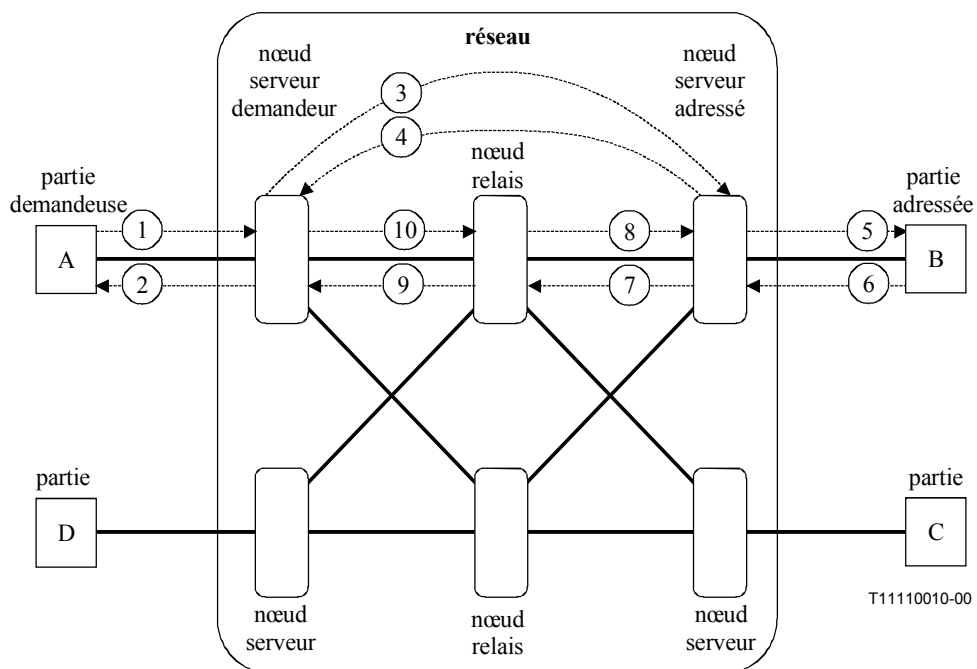 réseau
nœud
serveur
demandeur
3
nœud
serveur
adressé
4
nœud
relais
partie
demandeuse
partie
adressée
1
10
8
5
A
B
2
9
7
6
partie
partie
D
C
nœud
serveur
nœud
relais
nœud
serveur
T11110010-00